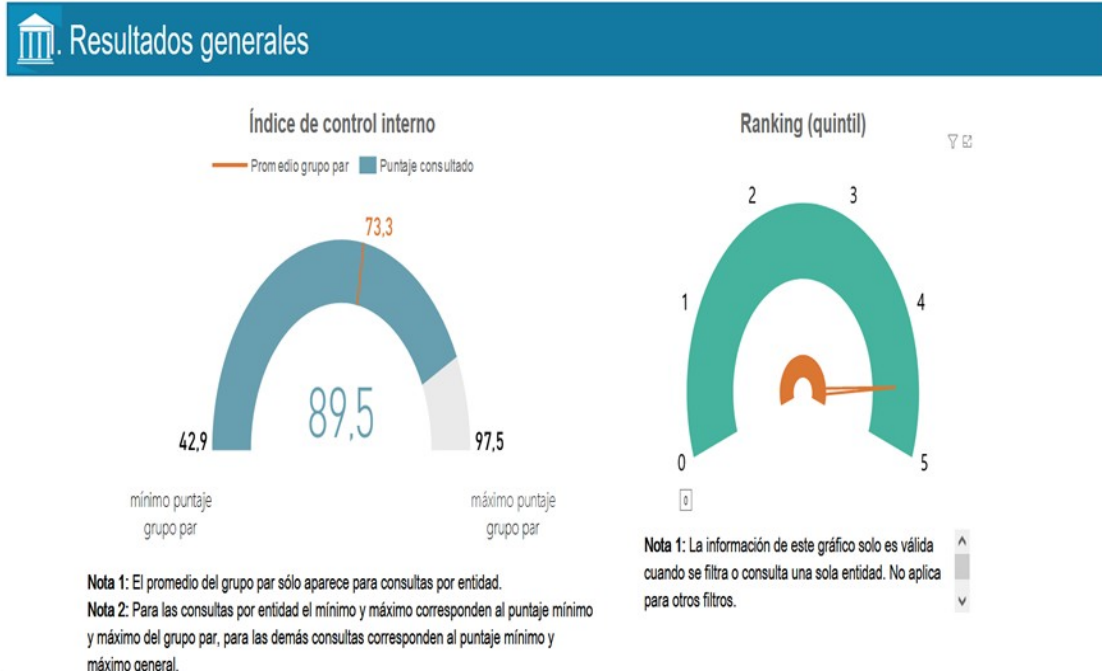 . Resultados generales
Índice de control interno
Promedio grupo par Puntaje consultado
73,3
89,5
42,9
97,5
mínimo puntaje
grupo par
máximo puntaje
grupo par
Nota 1: El promedio del grupo par sólo aparece para consultas por entidad.
Nota 2: Para las consultas por entidad el mínimo y máximo corresponden al puntaje mínimo
y máximo del grupo par, para las demás consultas corresponden al puntaje mínimo y
máximo general.
Ranking (quintil)
2
3
1
4
0
5
0
Nota 1: La información de este gráfico solo es válida
cuando se filtra o consulta una sola entidad. No aplica
para otros filtros.